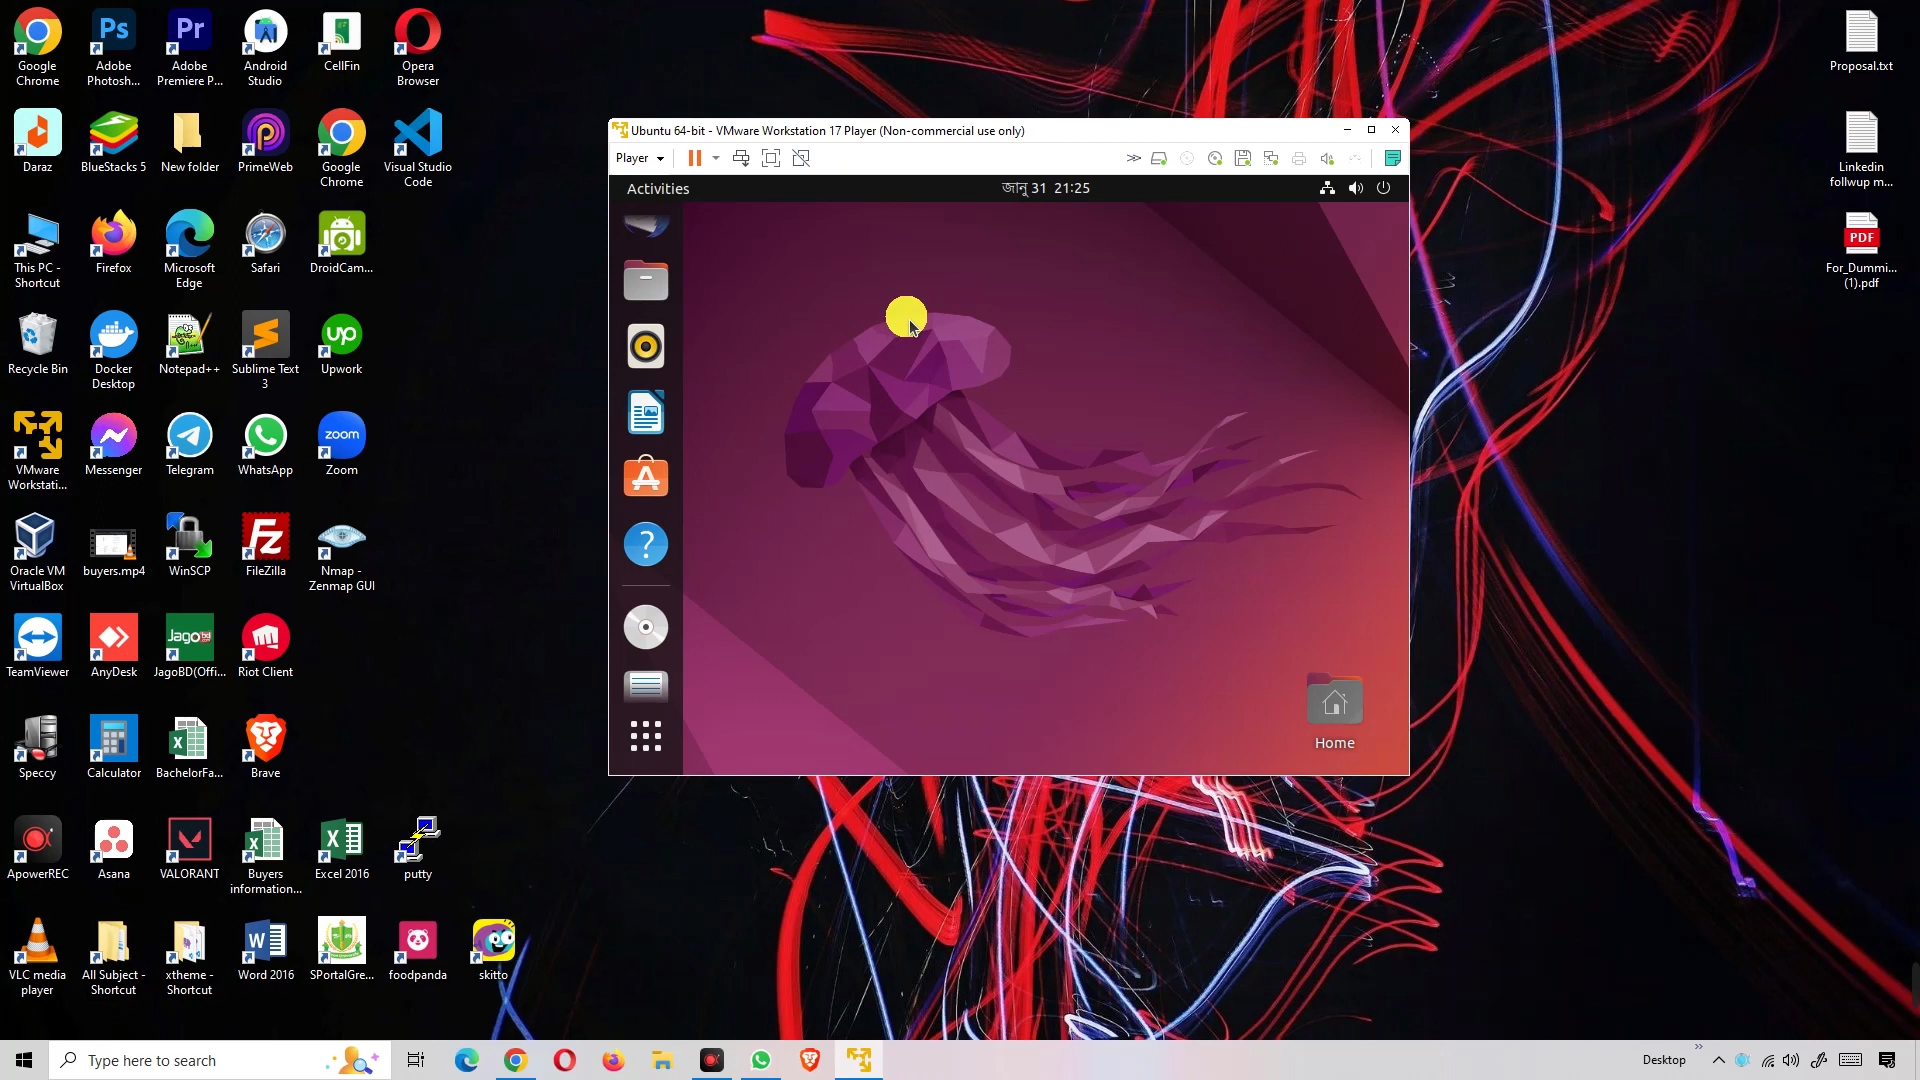 Google
Chrome
Adobe
Photosh...
Adobe
Premiere P...
Android
Studio
CellFin
Opera
Browser
Daraz
BlueStacks 5
New folder
PrimeWeb
Google
Chrome
Visual Studio
Code
This PC -
Shortcut
Firefox
Microsoft
Edge
Safari
DroidCam...
Recycle Bin
Docker
Desktop
Notepad++
Sublime Text
3
Upwork
VMware
Workstati...
Messenger
Telegram
WhatsApp
zoom
Zoom
Oracle VM
VirtualBox
buyers.mp4
WinSCP
FileZilla
Nmap -
Zenmap GUI
TeamViewer
AnyDesk
JagoBD(Offi...
Riot Client
Speccy
Calculator
BachelorFa...
Brave
ApowerREC
Asana
VALORANT
Buyers
information...
Excel 2016
putty
VLC media
player
All Subject -
Shortcut
xtheme -
Shortcut
Word 2016
SPortalGre...
foodpanda
skitto
Ubuntu 64-bit - VMware Workstation 17 Player (Non-commercial use only)
Player
Activities
জানু 31 21:25
Home
Proposal.txt
Linkedin
follwup m...
PDF
For_Dummi...
(1).pdf
Type here to search
Desktop